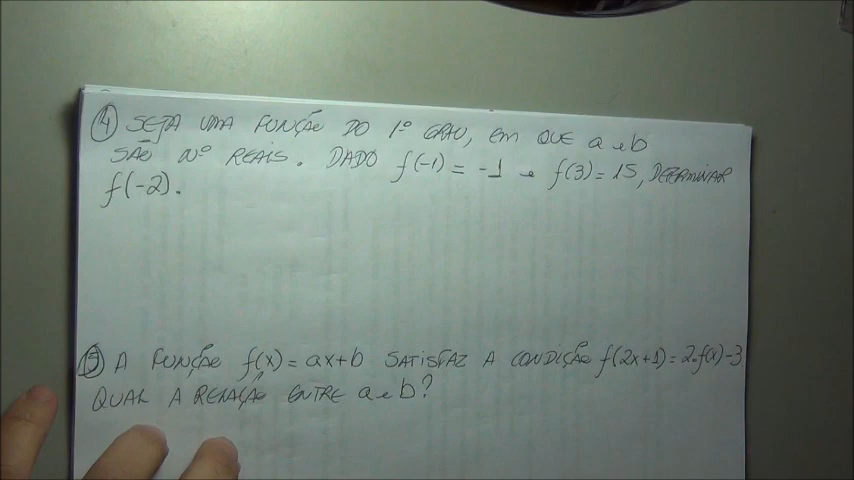 ④ SEJA UMA FUNÇÃO DO 1º GRAU, EM QUE a e b
SÃO Nº REAIS. DADO f(-1) = -1 e f(3) = 15, DETERMINAR
f(-2).
⑤ A FUNÇÃO f(x) = ax+b SATISFAZ A CONDIÇÃO f(2x+1) = 2.f(x)-3
QUAL A RELAÇÃO ENTRE a e b?